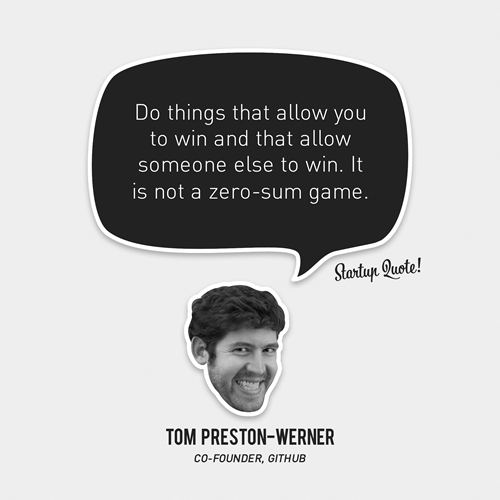 Do things that allow you
to win and that allow
someone else to win. It
is not a zero-sum game.
Startup Quote!
TOM PRESTON-WERNER
CO-FOUNDER, GITHUB